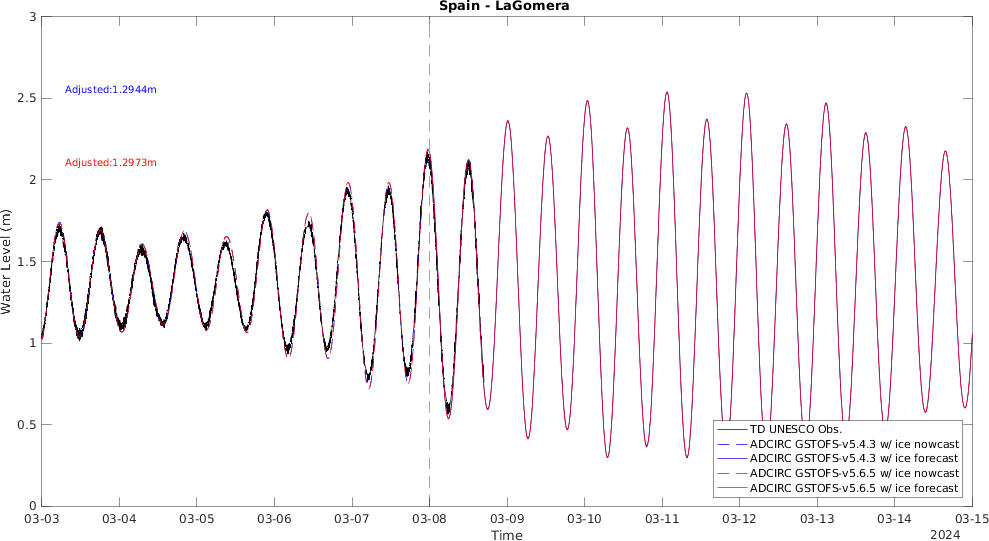 Spain - LaGomera
3
2.5
2
1.5
1
0.5
0
Water Level (m)
Adjusted:1.2944m
Adjusted:1.2973m
TD UNESCO Obs.
ADCIRC GSTOFS-v5.4.3 w/ ice nowcast
ADCIRC GSTOFS-v5.4.3 w/ ice forecast
ADCIRC GSTOFS-v5.6.5 w/ ice nowcast
ADCIRC GSTOFS-v5.6.5 w/ ice forecast
03-03 03-04 03-05 03-06 03-07 03-08 03-09 03-10 03-11 03-12 03-13 03-14 03-15
Time
2024